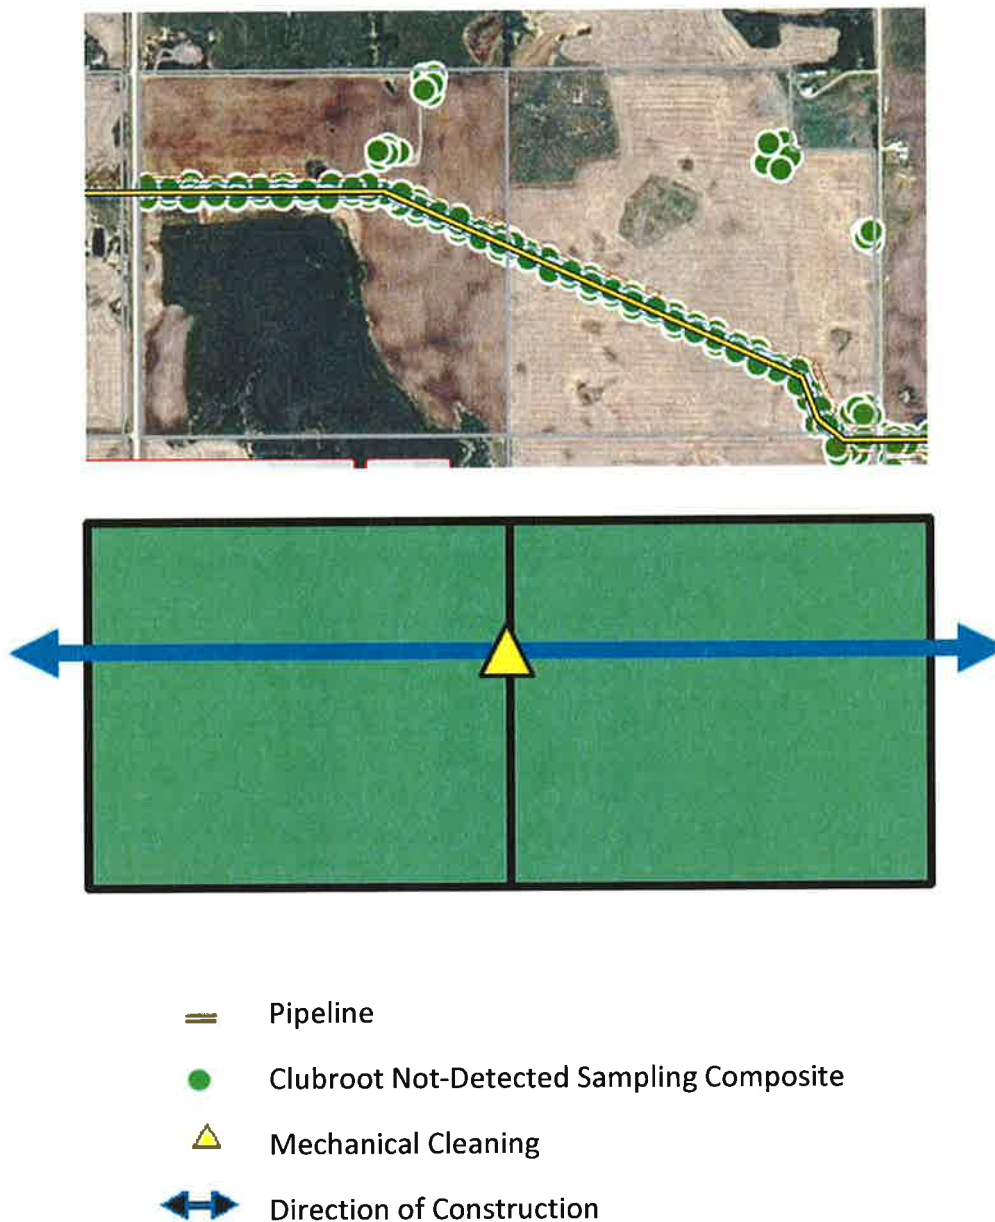 Pipeline
Clubroot Not-Detected Sampling Composite
Mechanical Cleaning
Direction of Construction